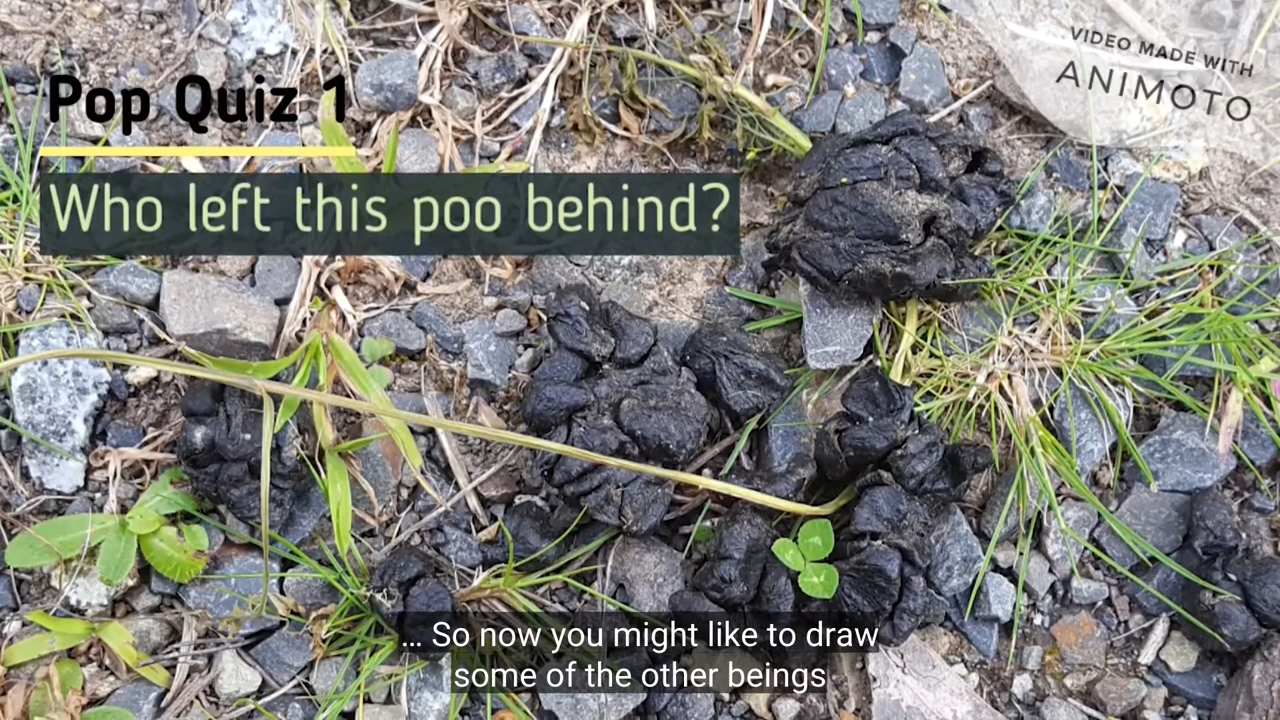 VIDEO MADE WITH
ANIMOTO
Pop Quiz 1
Who left this poo behind?
... So now you might like to draw
some of the other beings